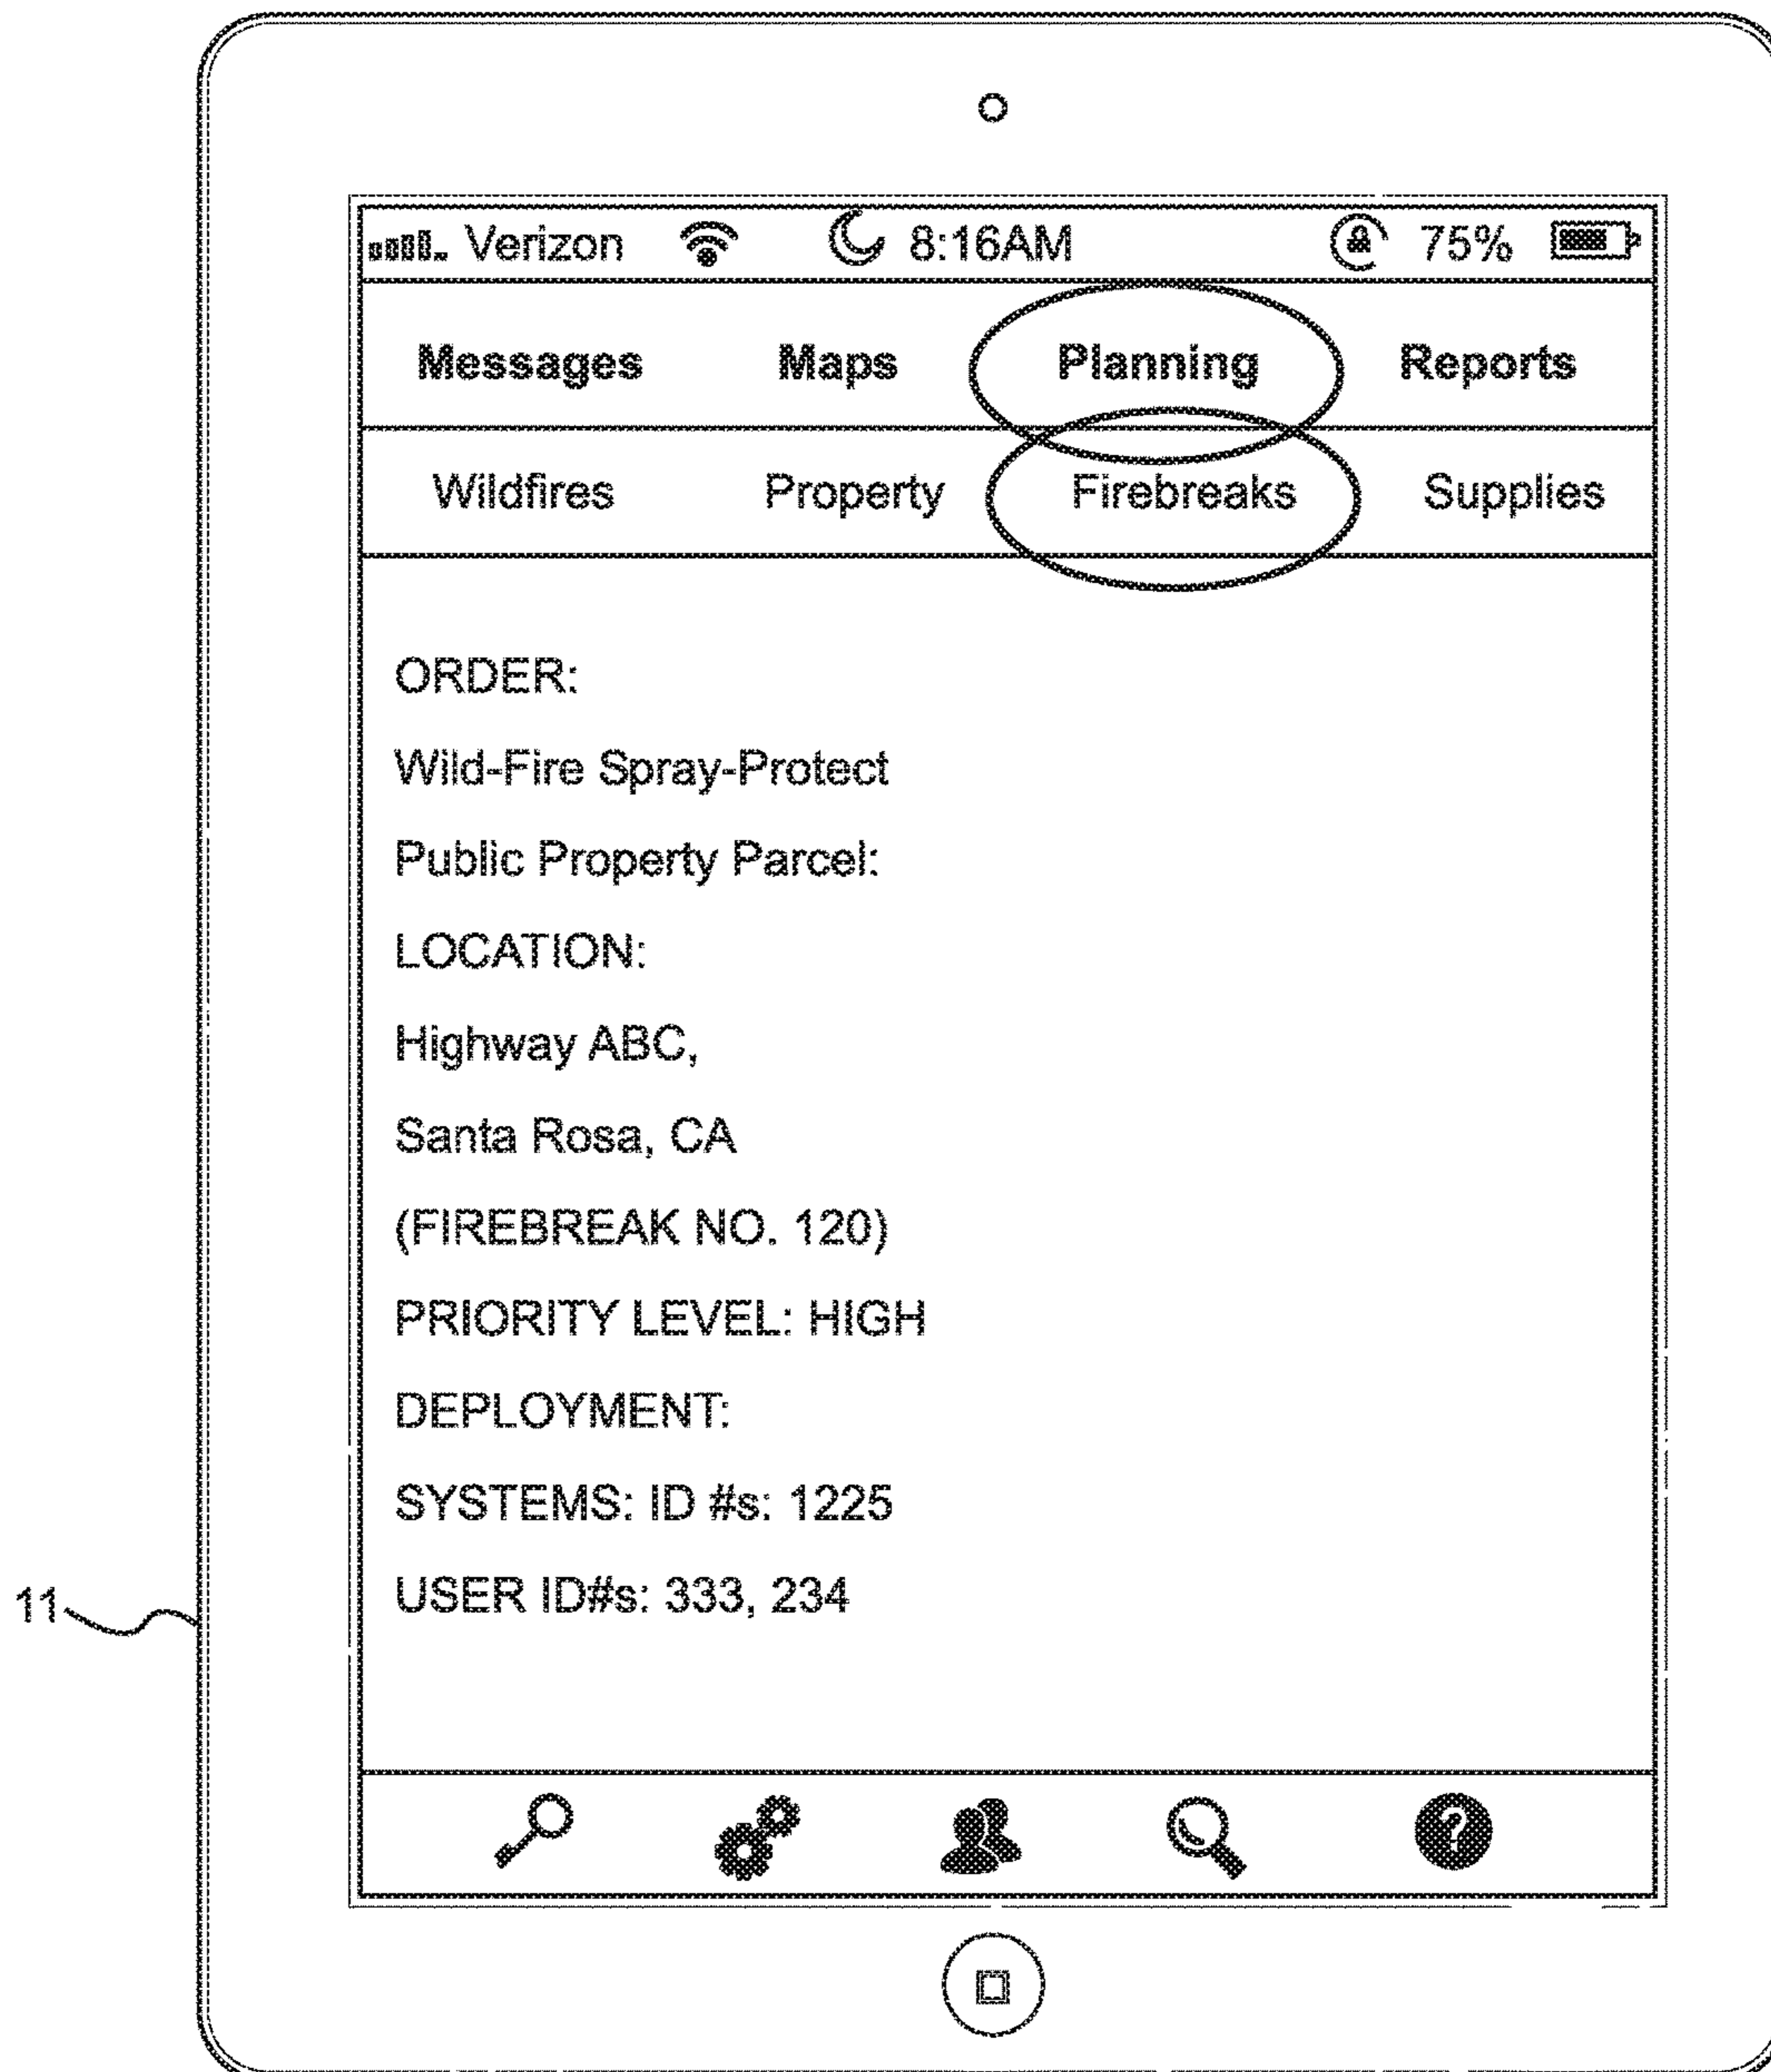 Verizon 8:16AM 75%
Messages Maps Planning Reports
Wildfires Property Firebreaks Supplies
ORDER:
Wild-Fire Spray-Protect
Public Property Parcel:
LOCATION:
Highway ABC,
Santa Rosa, CA
(FIREBREAK NO. 120)
PRIORITY LEVEL: HIGH
DEPLOYMENT:
SYSTEMS: ID #s: 1225
USER ID#s: 333, 234
11
?